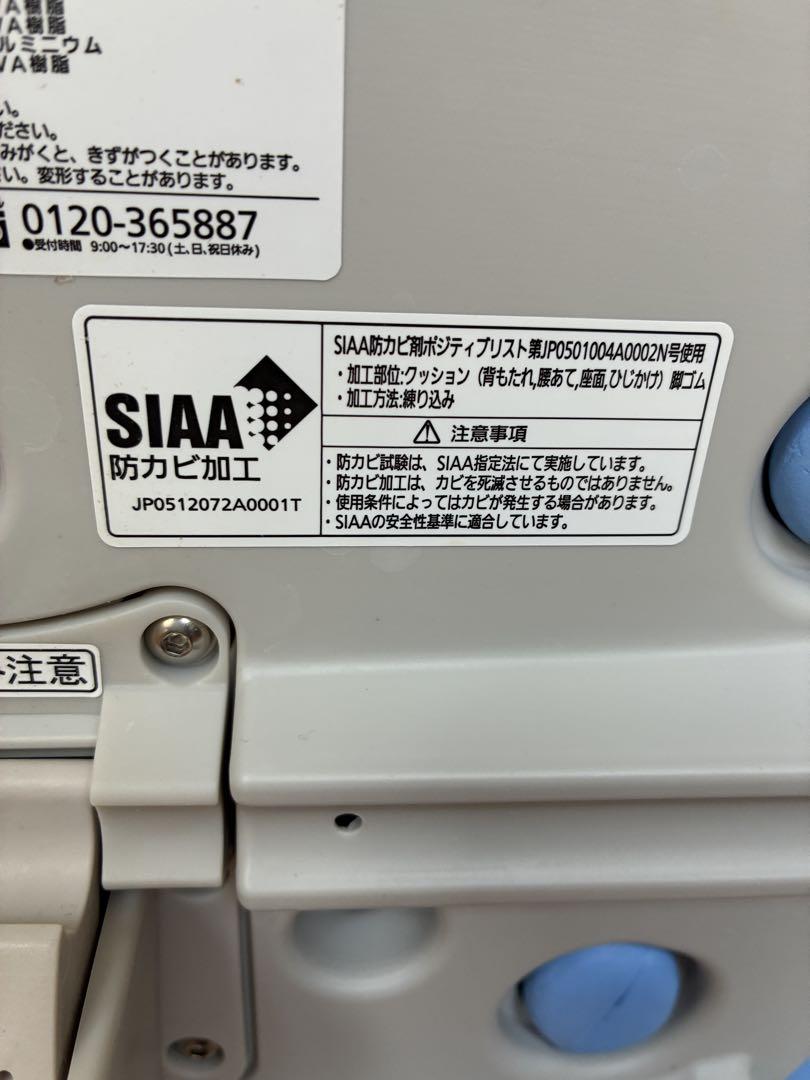 A樹脂
VA樹脂
ルミニウム
VA樹脂
い。
ださい。
みがくと、きずがつくことがあります。
い。変形することがあります。
0120-365887
●受付時間 9:00〜17:30(土、日、祝日休み)
SIAA
防カビ加工
JP0512072A0001T
SIAA防カビ剤ポジティブリスト第JP0501004A0002N号使用
・加工部位:クッション(背もたれ,腰あて,座面,ひじかけ)脚ゴム
・加工方法:練り込み
⚠ 注意事項
・防カビ試験は、SIAA指定法にて実施しています。
・防カビ加工は、カビを死滅させるものではありません。
・使用条件によってはカビが発生する場合があります。
・SIAAの安全性基準に適合しています。
注意